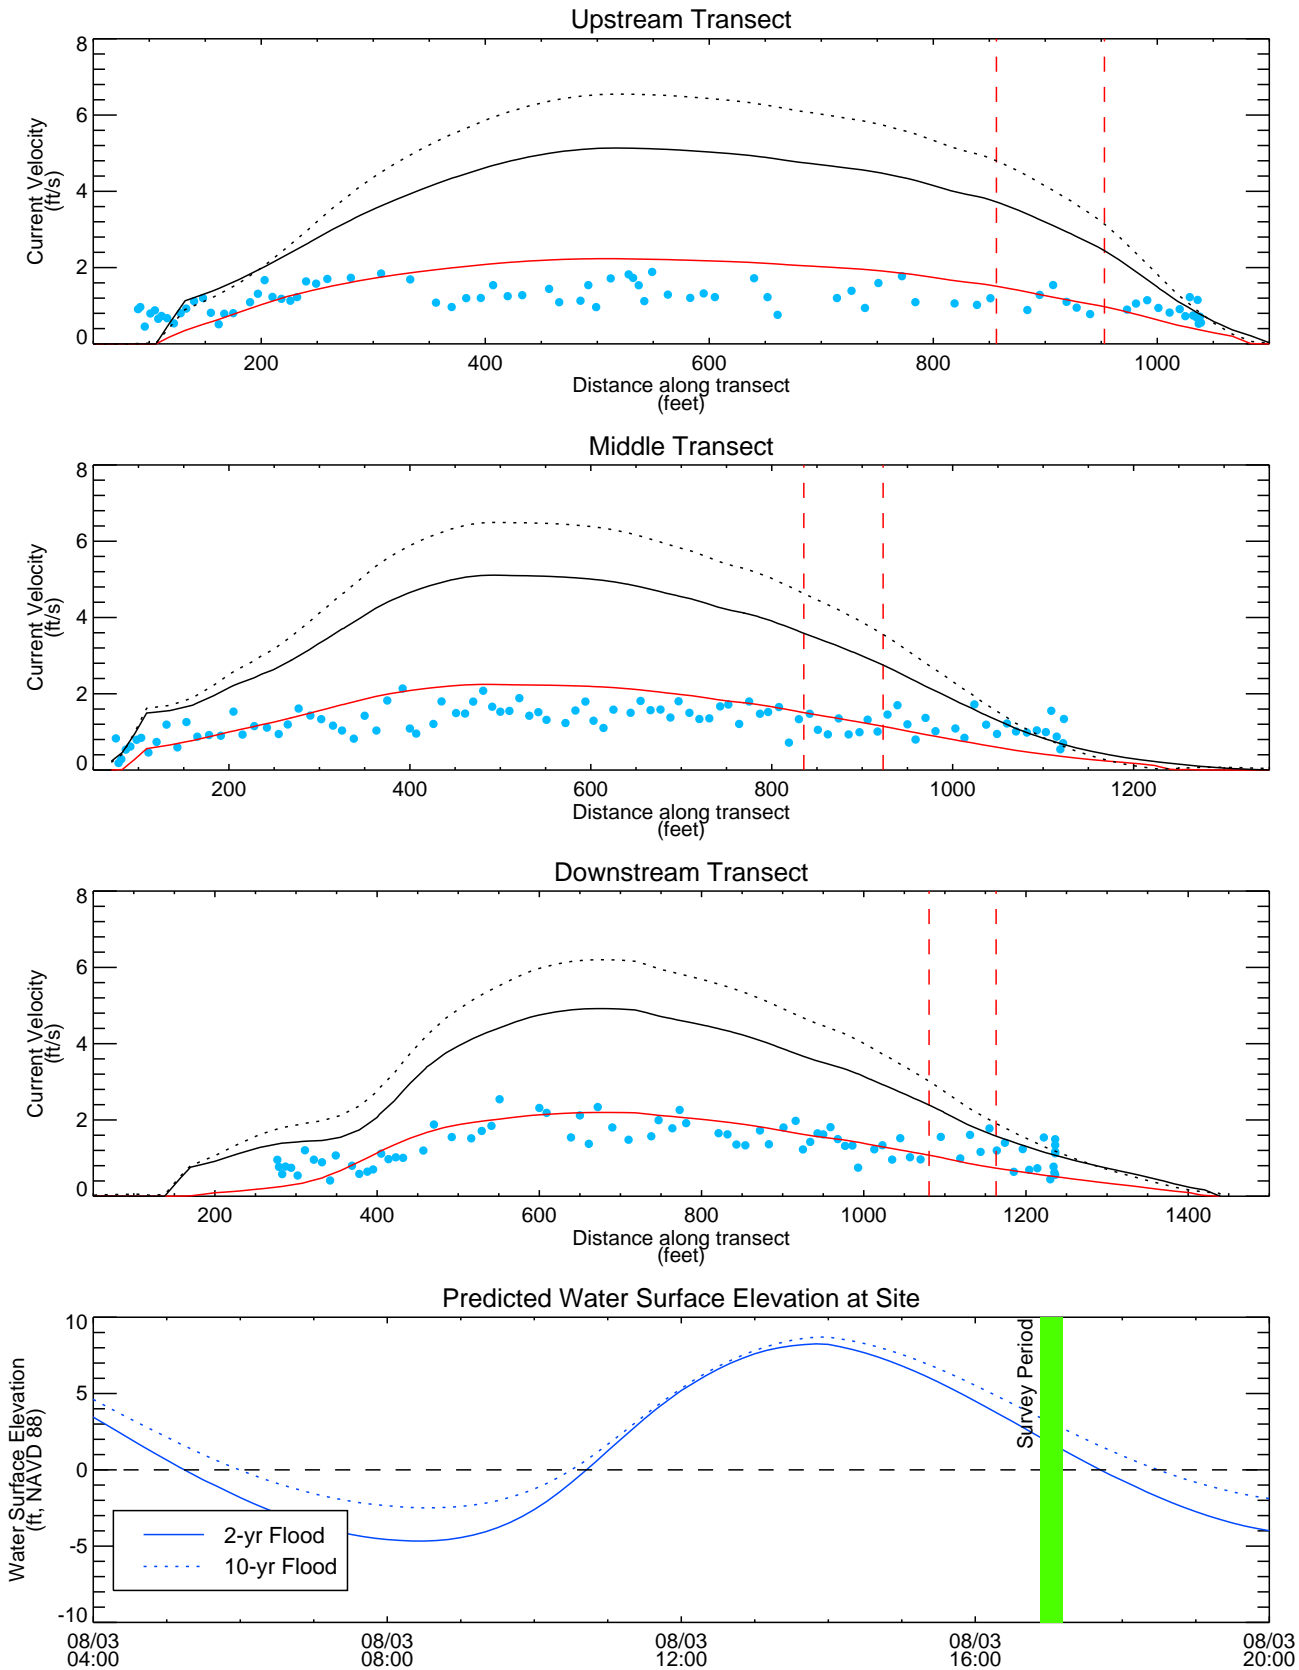 Upstream Transect
8
6
4
2
0
Current Velocity
(ft/s)
200 400 600 800 1000
Distance along transect
(feet)
Middle Transect
8
6
4
2
0
Current Velocity
(ft/s)
200 400 600 800 1000 1200
Distance along transect
(feet)
Downstream Transect
8
6
4
2
0
Current Velocity
(ft/s)
200 400 600 800 1000 1200 1400
Distance along transect
(feet)
Predicted Water Surface Elevation at Site
10
5
0
-5
-10
Water Surface Elevation
(ft, NAVD 88)
Survey Period
2-yr Flood
10-yr Flood
08/03 08/03 08/03 08/03 08/03
04:00 08:00 12:00 16:00 20:00